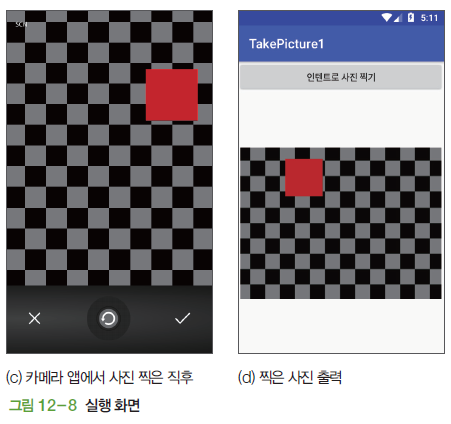 SCN
5:11
TakePicture1
인텐트로 사진 찍기
(c) 카메라 앱에서 사진 찍은 직후
(d) 찍은 사진 출력
그림 12-8 실행 화면